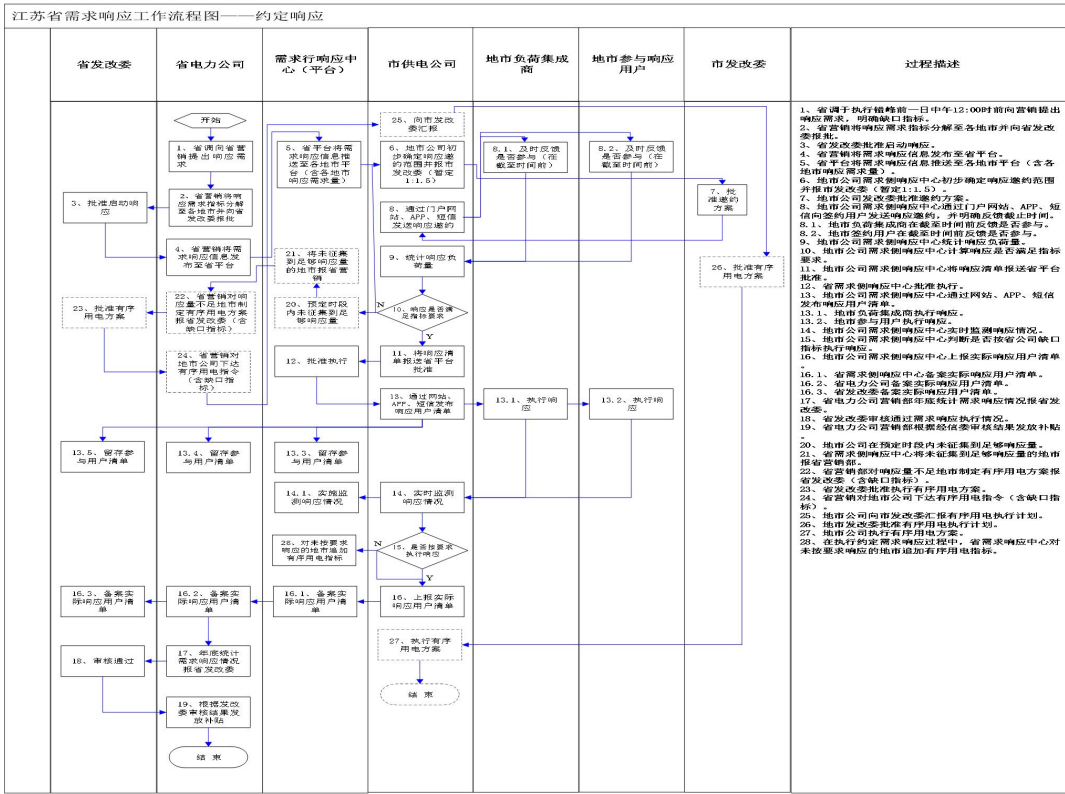 江苏省需求响应工作流程图——约定响应
省发改委
省电力公司
需求行响应中
心（平台）
市供电公司
地市负荷集成
商
地市参与响应
用户
市发改委
过程描述
开始
1、省调向省营
销提出响应需求
2、省营销将响
应需求指标分解
至各地市并向省
发改委报批
3、批准启动响
应
4、省营销将需
求响应信息发
布至省平台
5、省平台将需
求响应信息推
送至各地市平
台（含各地市
响应需求量）
25、向市发改
委汇报
6、地市公司初
步确定响应邀
约范围并报市
发改委（暂定
1:1.5）
7、批
准邀约
方案
8、通过门户网
站、APP、短信
发送响应邀约
8.1、及时反馈
是否参与（在
截至时间前）
8.2、及时反馈
是否参与（在
截至时间前）
9、统计响应负
荷量
10、响应是否满
足指标要求
N
Y
20、预定时段
内未征集到足
够响应量
21、将未征集
到足够响应量
的地市报省营
销
22、省营销对响
应量不足地市制
定有序用电方案
报省发改委（含
缺口指标）
23、批准有序
用电方案
24、省营销对
地市公司下达
有序用电指令
（含缺口指
标）
26、批准有序
用电方案
11、将响应清
单报送省平台
批准
12、批准执行
13、通过网站、
APP、短信发布
响应用户清单
13.1、执行响
应
13.2、执行响
应
13.5、留存参
与用户清单
13.4、留存参
与用户清单
13.3、留存参
与用户清单
14.1、实施监
测响应情况
14、实时监测
响应情况
28、对未按要求
响应的地市追加
有序用电指标
N
15、是否按要求
执行响应
Y
16.3、备案实
际响应用户清
单
16.2、备案实
际响应用户清
单
16.1、备案实
际响应用户清
单
16、上报实际
响应用户清单
27、执行有序
用电方案
结 束
18、审核通过
17、年底统计
需求响应情况
报省发改委
19、根据发改
委审核结果发
放补贴
结 束
1、省调于执行错峰前一日中午12:00时前向营销提出
响应需求，明确缺口指标。
2、省营销将响应需求指标分解至各地市并向省发改
委报批。
3、省发改委批准启动响应。
4、省营销将需求响应信息发布至省平台。
5、省平台将需求响应信息推送至各地市平台（含各
地市响应需求量）。
6、地市公司需求侧响应中心初步确定响应邀约范围
并报市发改委（暂定1:1.5）。
7、地市公司发改委批准邀约方案。
8、地市公司需求侧响应中心通过门户网站、APP、短
信向签约用户发送响应邀约，并明确反馈截止时间。
8.1、地市负荷集成商在截至时间前反馈是否参与。
8.2、地市签约用户在截至时间前反馈是否参与。
9、地市公司需求侧响应中心统计响应负荷量。
10、地市公司需求侧响应中心计算响应是否满足指标
要求。
11、地市公司需求侧响应中心将响应清单报送省平台
批准。
12、省需求侧响应中心批准执行。
13、地市公司需求侧响应中心通过网站、APP、短信
发布响应用户清单。
13.1、地市负荷集成商执行响应。
13.2、地市参与用户执行响应。
14、地市公司需求侧响应中心实时监测响应情况。
15、地市公司需求侧响应中心判断是否按省公司缺口
指标执行响应。
16、地市公司需求侧响应中心上报实际响应用户清单
。
16.1、省需求侧响应中心备案实际响应用户清单。
16.2、省电力公司备案实际响应用户清单。
16.3、省发改委备案实际响应用户清单。
17、省电力公司营销部年底统计需求响应情况报省发
改委。
18、省发改委审核通过需求响应执行情况。
19、省电力公司营销部根据经信委审核结果发放补贴
。
20、地市公司在预定时段内未征集到足够响应量。
21、省需求侧响应中心将未征集到足够响应量的地市
报省营销部。
22、省营销部对响应量不足地市制定有序用电方案报
省发改委（含缺口指标）。
23、省发改委批准执行有序用电方案。
24、省营销对地市公司下达有序用电指令（含缺口指
标）。
25、地市公司向市发改委汇报有序用电执行计划。
26、地市发改委批准有序用电执行计划。
27、地市公司执行有序用电方案。
28、在执行约定需求响应过程中，省需求响应中心对
未按要求响应的地市追加有序用电指标。